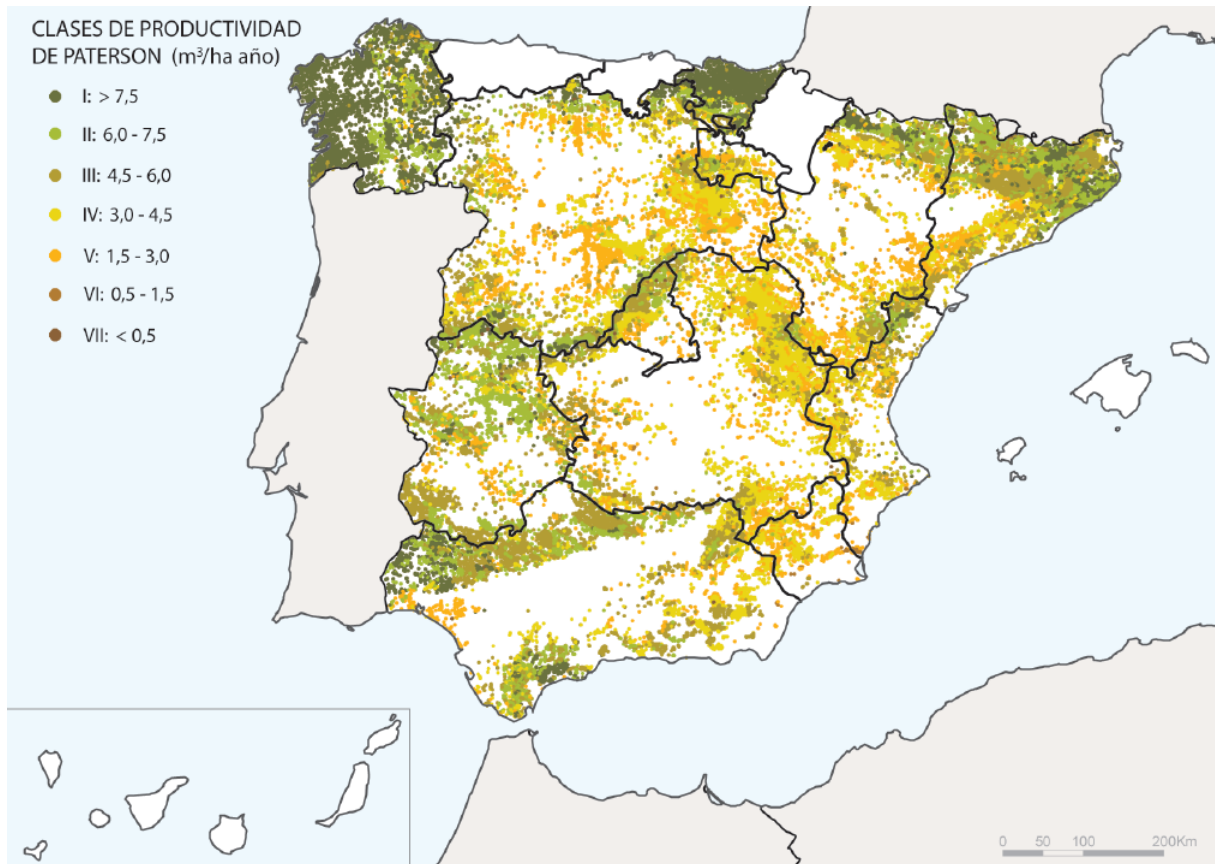 CLASES DE PRODUCTIVIDAD
DE PATERSON (m³/ha año)
I: > 7,5
II: 6,0 - 7,5
III: 4,5 - 6,0
IV: 3,0 - 4,5
V: 1,5 - 3,0
VI: 0,5 - 1,5
VII: < 0,5
0 50 100 200Km